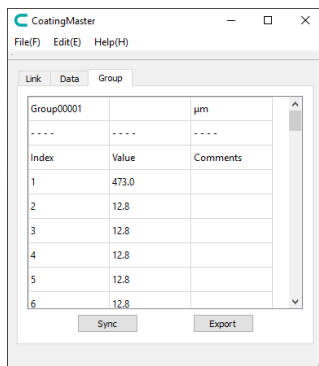 CoatingMaster
File(F) Edit(E) Help(H)
Link Data Group
Group00001 µm
- - - - - - - - - - - -
Index Value Comments
1 473.0
2 12.8
3 12.8
4 12.8
5 12.8
6 12.8
Sync Export